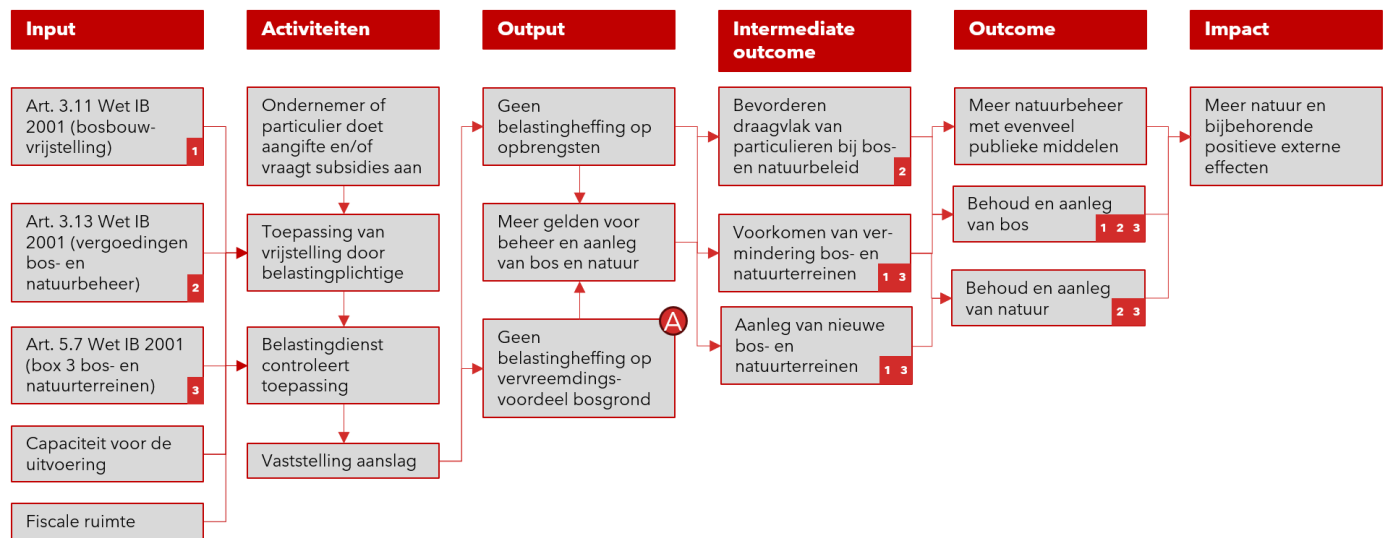 Input
Art. 3.11 Wet IB
2001 (bosbouw-
vrijstelling)
1
Art. 3.13 Wet IB
2001 (vergoedingen
bos- en
natuurbeheer)
2
Art. 5.7 Wet IB 2001
(box 3 bos- en
natuurterreinen)
3
Capaciteit voor de
uitvoering
Fiscale ruimte
Activiteiten
Ondernemer of
particulier doet
aangifte en/of
vraagt subsidies aan
Toepassing van
vrijstelling door
belastingplichtige
Belastingdienst
controleert
toepassing
Vaststelling aanslag
Output
Geen
belastingheffing op
opbrengsten
Meer gelden voor
beheer en aanleg
van bos en natuur
A
Geen
belastingheffing op
vervreemdings-
voordeel bosgrond
Intermediate
outcome
Bevorderen
draagvlak van
particulieren bij bos-
en natuurbeleid
2
Voorkomen van ver-
mindering bos- en
natuurterreinen
1 3
Aanleg van nieuwe
bos- en
natuurterreinen
1 3
Outcome
Meer natuurbeheer
met evenveel
publieke middelen
Behoud en aanleg
van bos
1 2 3
Behoud en aanleg
van natuur
2 3
Impact
Meer natuur en
bijbehorende
positieve externe
effecten